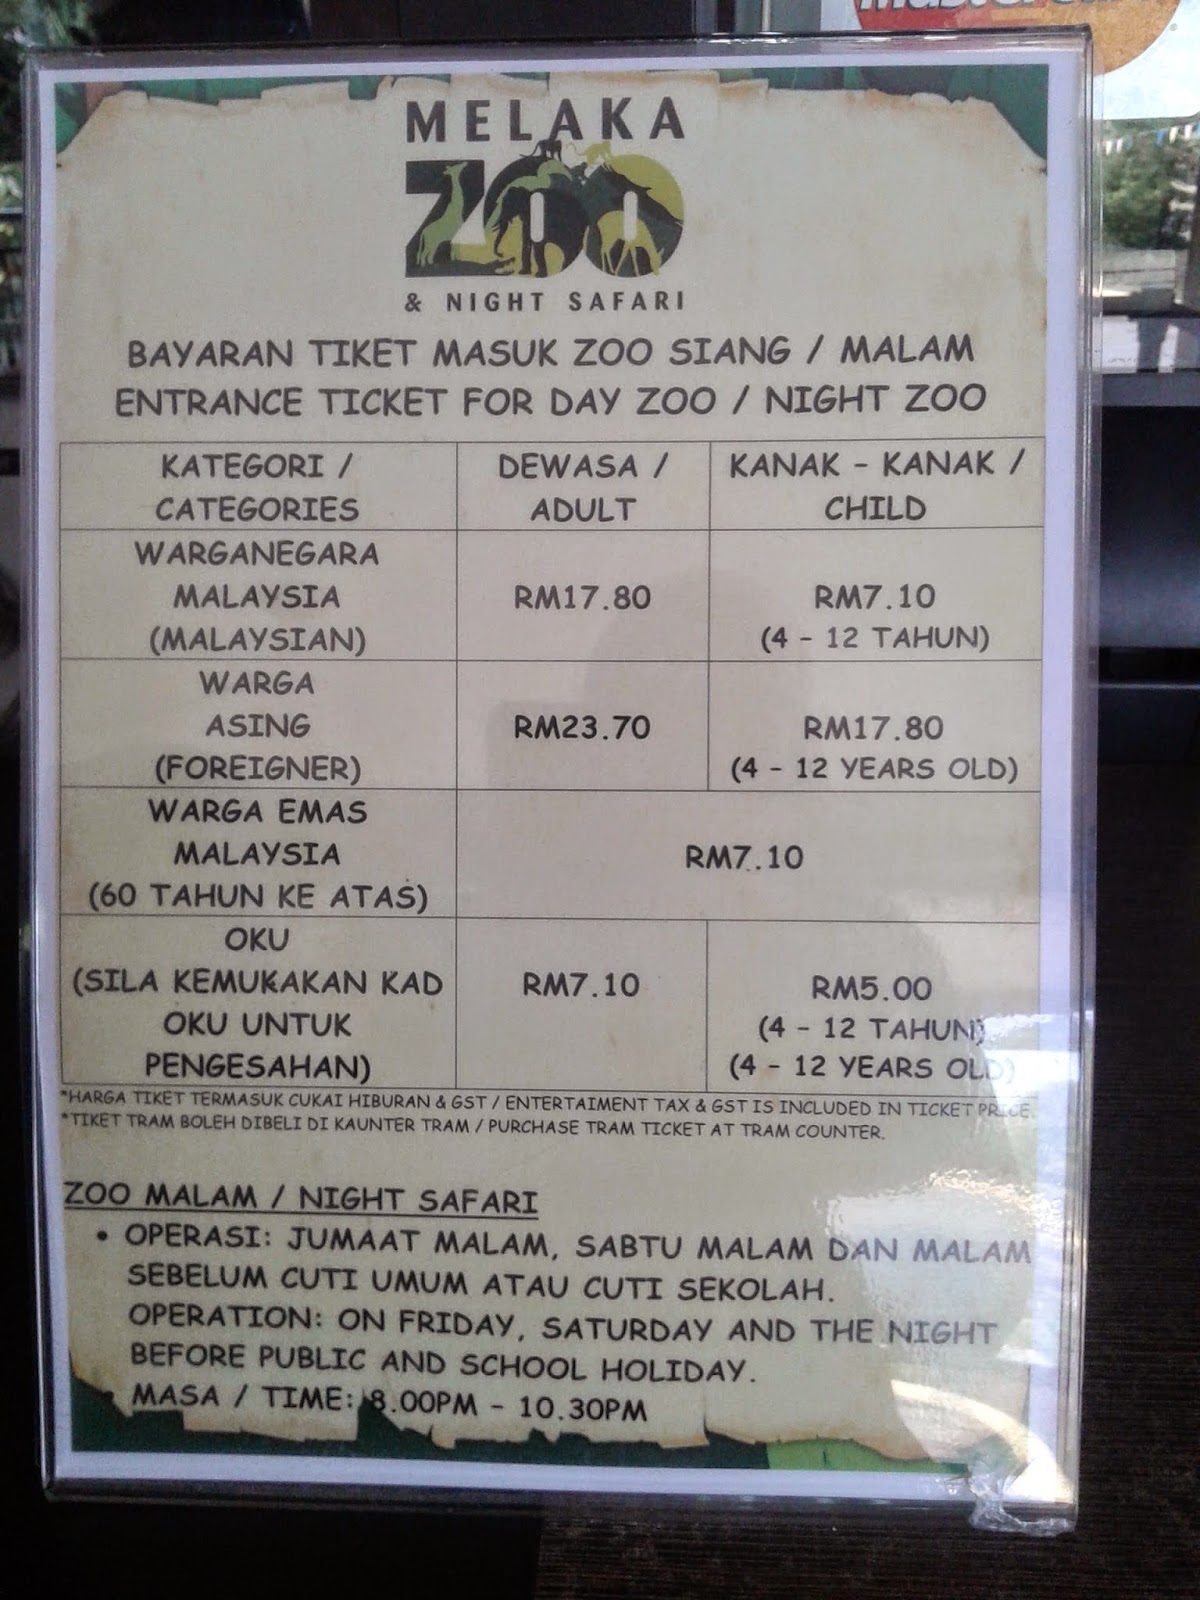 MELAKA
ZOO
& NIGHT SAFARI
BAYARAN TIKET MASUK ZOO SIANG / MALAM
ENTRANCE TICKET FOR DAY ZOO / NIGHT ZOO
KATEGORI / CATEGORIES
DEWASA / ADULT
KANAK - KANAK / CHILD
WARGANEGARA
MALAYSIA
(MALAYSIAN)
RM17.80
RM7.10
(4 - 12 TAHUN)
WARGA
ASING
(FOREIGNER)
RM23.70
RM17.80
(4 - 12 YEARS OLD)
WARGA EMAS
MALAYSIA
(60 TAHUN KE ATAS)
RM7.10
OKU
(SILA KEMUKAKAN KAD
OKU UNTUK
PENGESAHAN)
RM7.10
RM5.00
(4 - 12 TAHUN)
(4 - 12 YEARS OLD)
*HARGA TIKET TERMASUK CUKAI HIBURAN & GST / ENTERTAIMENT TAX & GST IS INCLUDED IN TICKET PRICE.
*TIKET TRAM BOLEH DIBELI DI KAUNTER TRAM / PURCHASE TRAM TICKET AT TRAM COUNTER.
ZOO MALAM / NIGHT SAFARI
• OPERASI: JUMAAT MALAM, SABTU MALAM DAN MALAM
SEBELUM CUTI UMUM ATAU CUTI SEKOLAH.
OPERATION: ON FRIDAY, SATURDAY AND THE NIGHT
BEFORE PUBLIC AND SCHOOL HOLIDAY.
• MASA / TIME: 8.00PM - 10.30PM